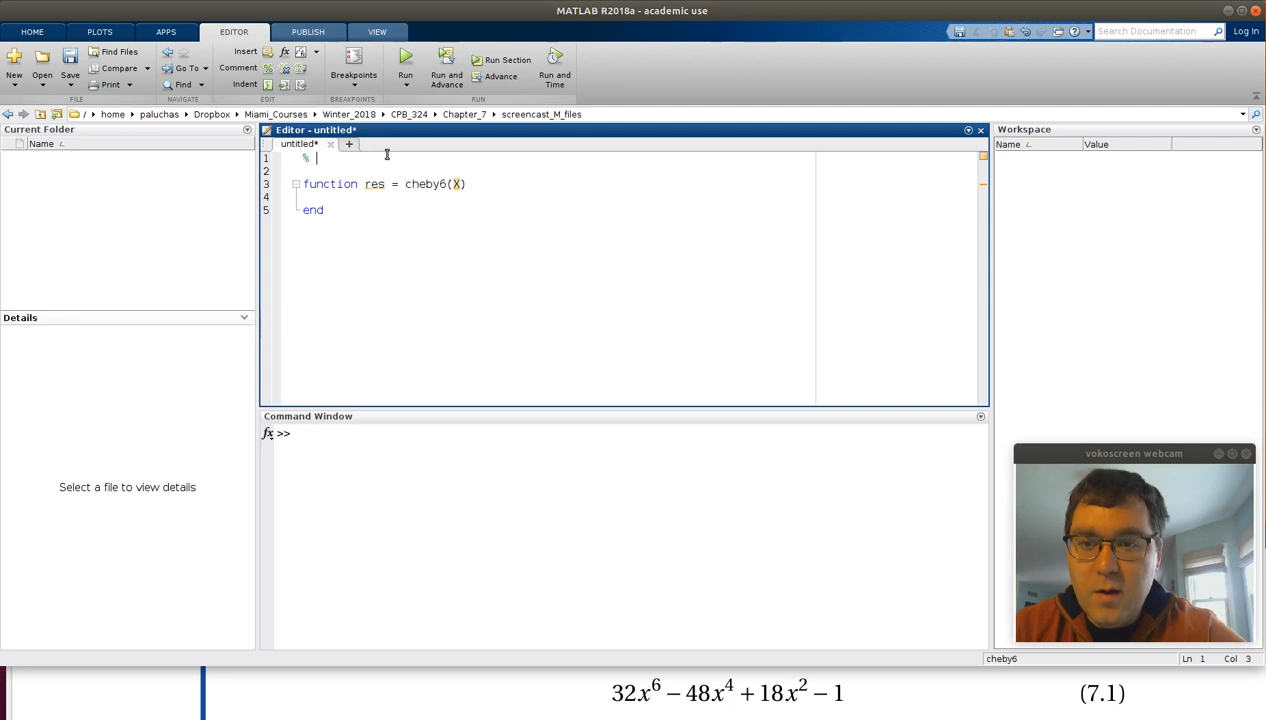 MATLAB R2018a - academic use
HOME PLOTS APPS EDITOR PUBLISH VIEW Search Documentation Log In
New Open Save Find Files Compare Print Go To Find Insert fx Comment Indent Breakpoints Run Run and Advance Run Section Advance Run and Time
FILE NAVIGATE EDIT BREAKPOINTS RUN
/ home paluchas Dropbox Miami_Courses Winter_2018 CPB_324 Chapter_7 screencast_M_files
Current Folder
Name
Editor - untitled*
untitled*
1 %
2
3 function res = cheby6(X)
4
5 end
Workspace
Name Value
Details
Select a file to view details
Command Window
fx >>
vokoscreen webcam
cheby6 Ln 1 Col 3
32x⁶ − 48x⁴ + 18x² − 1 (7.1)